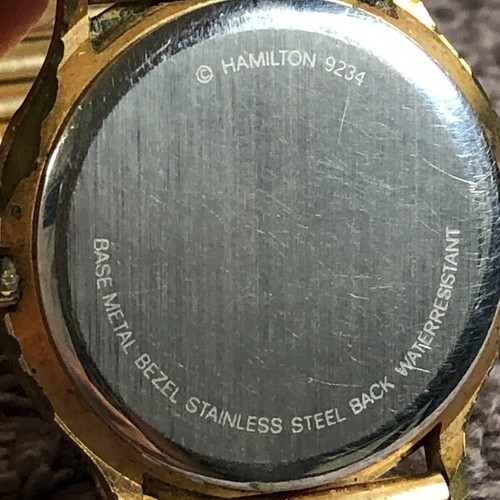 © HAMILTON 9234
BASE METAL BEZEL STAINLESS STEEL BACK WATERRESISTANT